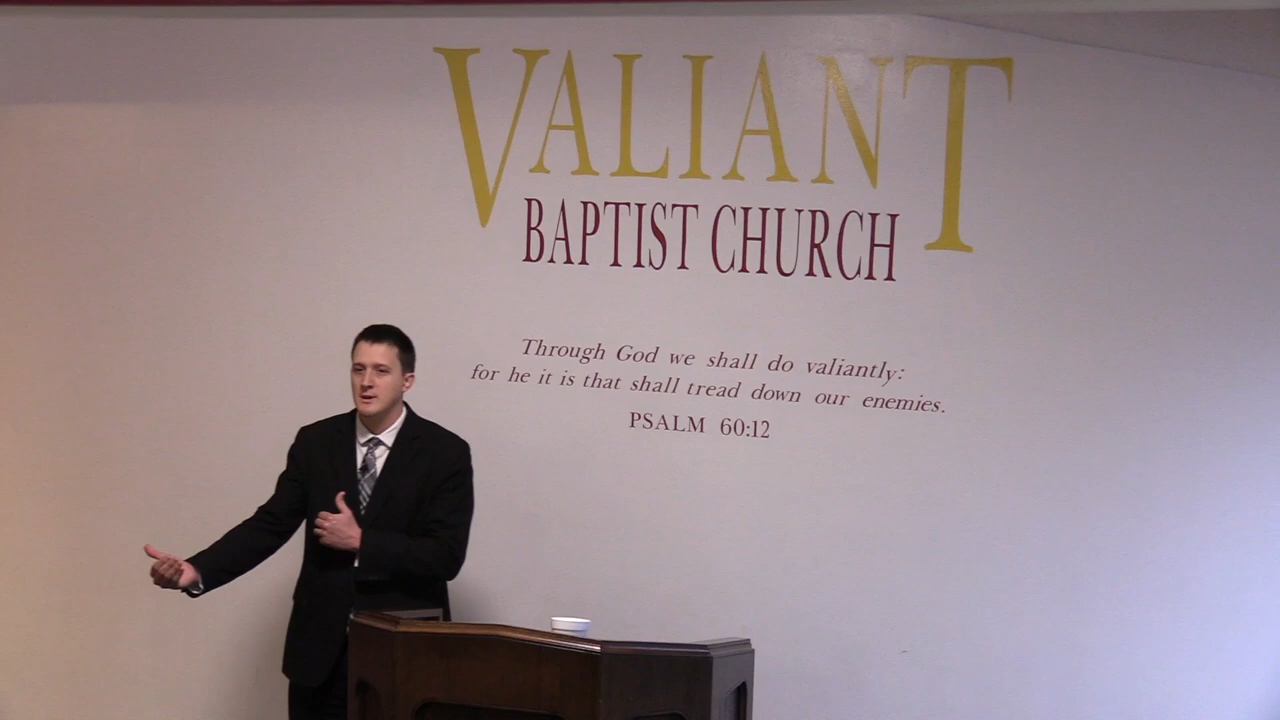 VALIANT
BAPTIST CHURCH
Through God we shall do valiantly:
for he it is that shall tread down our enemies.
PSALM 60:12